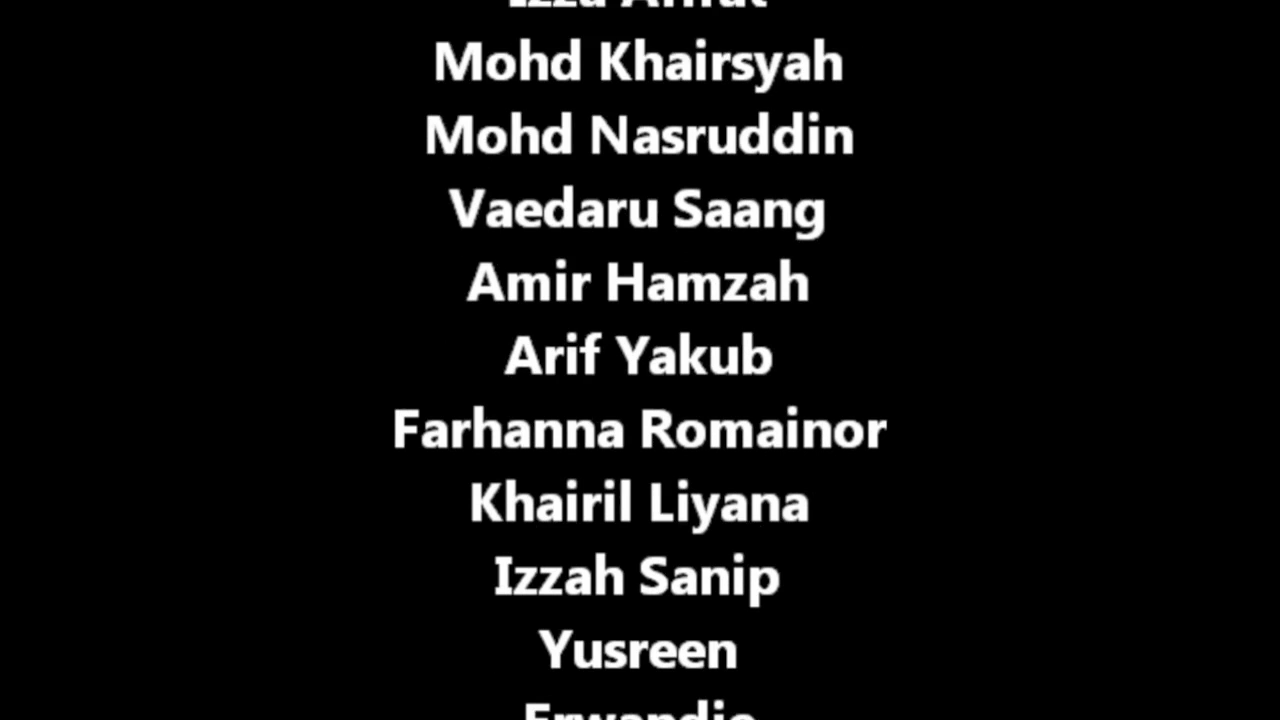 Mohd Khairsyah
Mohd Nasruddin
Vaedaru Saang
Amir Hamzah
Arif Yakub
Farhanna Romainor
Khairil Liyana
Izzah Sanip
Yusreen